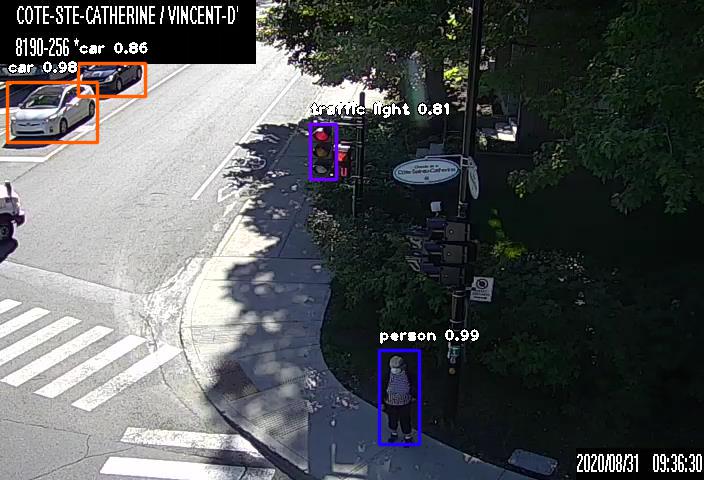 COTE-STE-CATHERINE / VINCENT-D'
8190-256 *
car 0.86
car 0.98
traffic light 0.81
Côte-Sainte-Catherine
person 0.99
2020/08/31 09:36:30